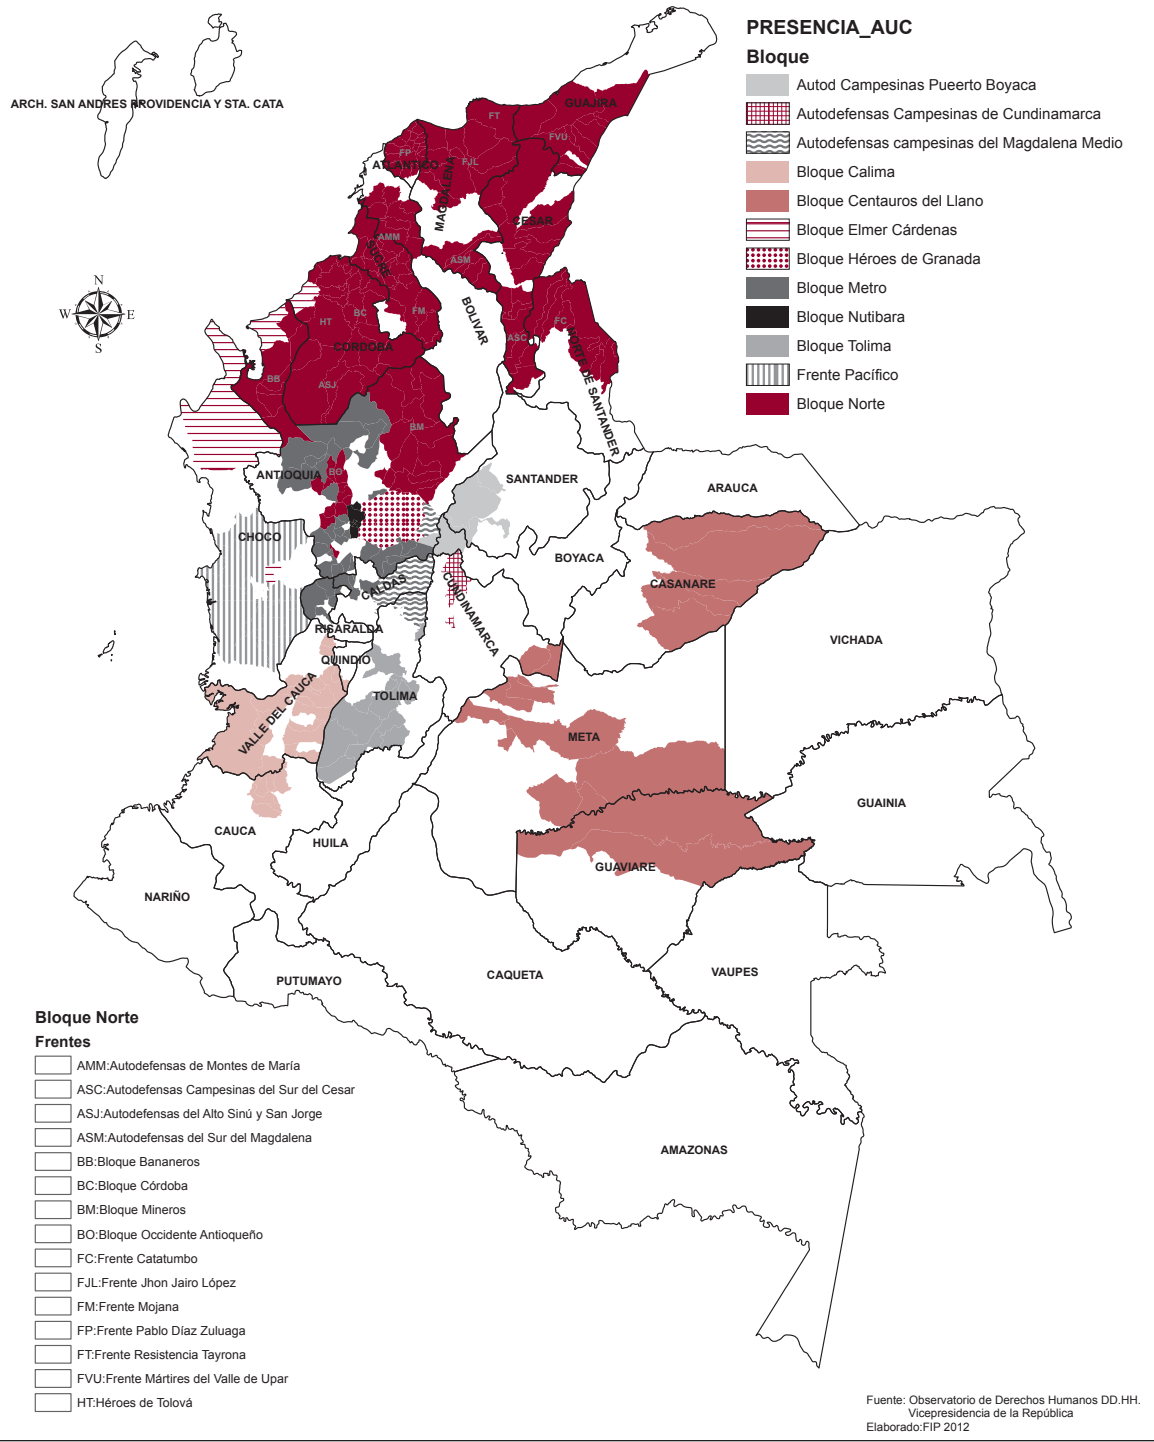 PRESENCIA_AUC
Bloque
Autod Campesinas Pueerto Boyaca
Autodefensas Campesinas de Cundinamarca
Autodefensas campesinas del Magdalena Medio
Bloque Calima
Bloque Centauros del Llano
Bloque Elmer Cárdenas
Bloque Héroes de Granada
Bloque Metro
Bloque Nutibara
Bloque Tolima
Frente Pacífico
Bloque Norte
ARCH. SAN ANDRES PROVIDENCIA Y STA. CATA
GUAJIRA
FT
FVU
FP
ATLANTICO
FJL
MAGDALENA
CESAR
AMM
SUCRE
ASM
N
W
E
S
HT
BC
FM
BOLIVAR
FC
ASC
CORDOBA
NORTE DE SANTANDER
BB
ASJ
BM
ANTIOQUIA
BO
SANTANDER
ARAUCA
CHOCO
BOYACA
CALDAS
CUNDINAMARCA
CASANARE
RISARALDA
VICHADA
QUINDIO
TOLIMA
VALLE DEL CAUCA
META
GUAINIA
CAUCA
HUILA
GUAVIARE
NARIÑO
CAQUETA
VAUPES
PUTUMAYO
AMAZONAS
Bloque Norte
Frentes
AMM:Autodefensas de Montes de María
ASC:Autodefensas Campesinas del Sur del Cesar
ASJ:Autodefensas del Alto Sinú y San Jorge
ASM:Autodefensas del Sur del Magdalena
BB:Bloque Bananeros
BC:Bloque Córdoba
BM:Bloque Mineros
BO:Bloque Occidente Antioqueño
FC:Frente Catatumbo
FJL:Frente Jhon Jairo López
FM:Frente Mojana
FP:Frente Pablo Díaz Zuluaga
FT:Frente Resistencia Tayrona
FVU:Frente Mártires del Valle de Upar
HT:Héroes de Tolová
Fuente: Observatorio de Derechos Humanos DD.HH.
Vicepresidencia de la República
Elaborado:FIP 2012